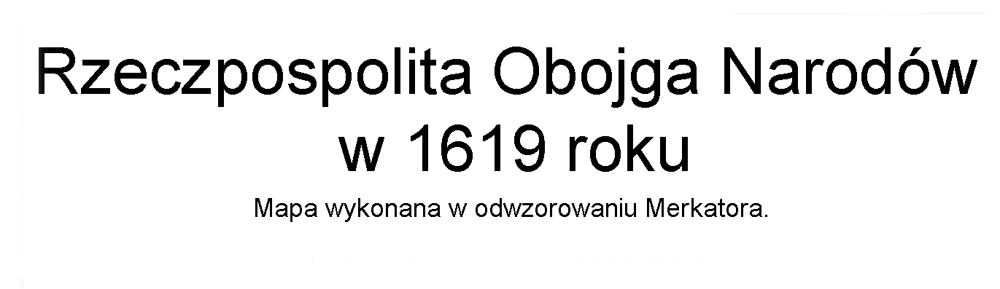 Rzeczpospolita Obojga Narodów
w 1619 roku
Mapa wykonana w odwzorowaniu Merkatora.